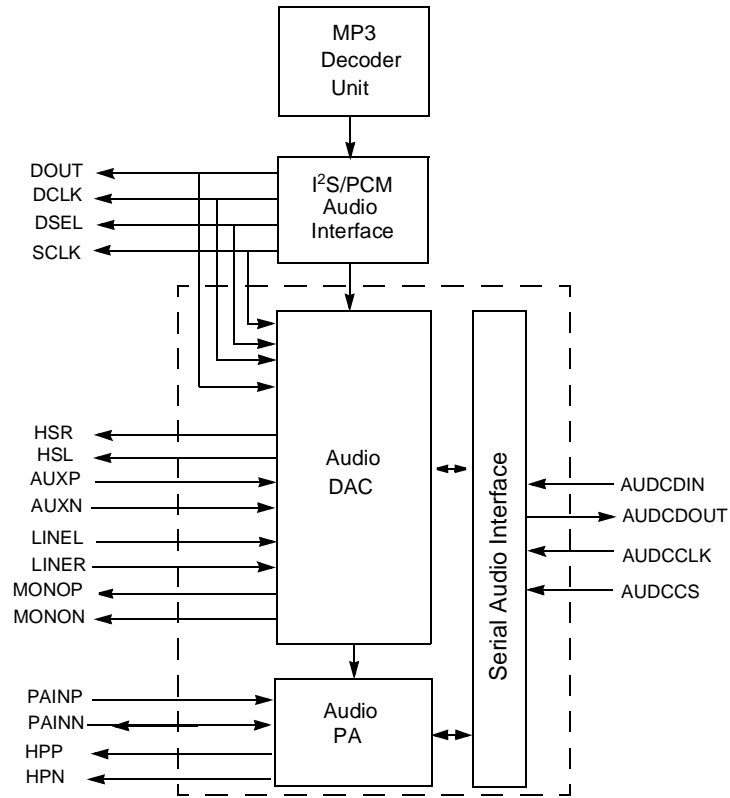 MP3
Decoder
Unit
DOUT
DCLK
DSEL
SCLK
I²S/PCM
Audio
Interface
HSR
HSL
AUXP
AUXN
LINEL
LINER
MONOP
MONON
Audio
DAC
Serial Audio Interface
AUDCDIN
AUDCDOUT
AUDCCLK
AUDCCS
PAINP
PAINN
HPP
HPN
Audio
PA